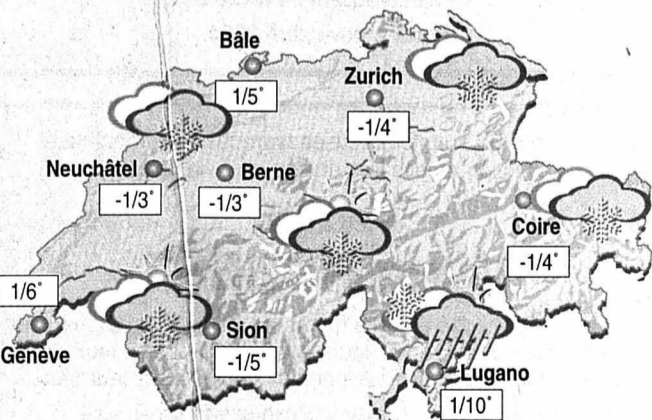 Bâle
1/5°
Zurich
-1/4°
Neuchâtel
-1/3°
Berne
-1/3°
Coire
-1/4°
1/6°
Genève
Sion
-1/5°
Lugano
1/10°